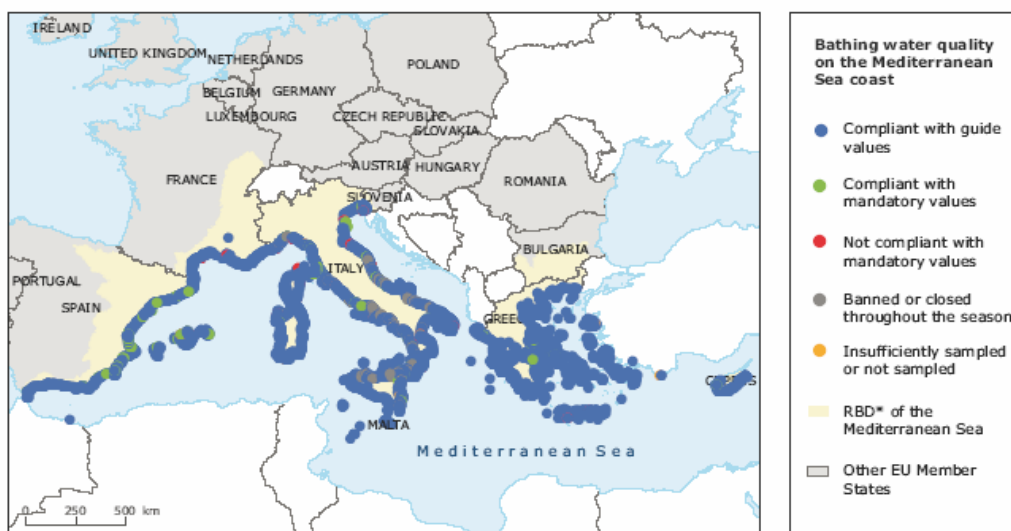 IRELAND
UNITED KINGDOM
NETHERLANDS
POLAND
BELGIUM
GERMANY
LUXEMBOURG
CZECH REPUBLIC
SLOVAKIA
AUSTRIA
HUNGARY
FRANCE
ROMANIA
SLOVENIA
BULGARIA
ITALY
PORTUGAL
SPAIN
MALTA
Mediterranean Sea
0 250 500 km
Bathing water quality
on the Mediterranean
Sea coast
Compliant with guide
values
Compliant with
mandatory values
Not compliant with
mandatory values
Banned or closed
throughout the season
Insufficiently sampled
or not sampled
RBD* of the
Mediterranean Sea
Other EU Member
States